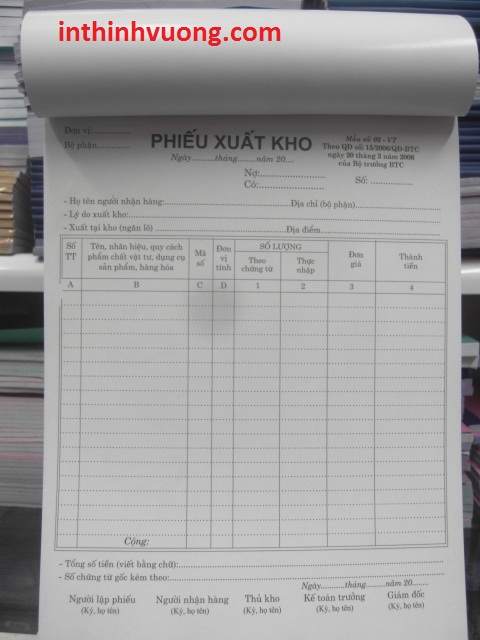 inthinhvuong.com
Đơn vị:............
Bộ phận............
PHIẾU XUẤT KHO
Ngày.........tháng.......năm 20....
Mẫu số 02 - VT
Theo QĐ số: 15/2006/QĐ-BTC
ngày 20 tháng 3 năm 2006
của Bộ trưởng BTC
Nợ:..............
Có:..............
Số: ..............
- Họ tên người nhận hàng:..............Địa chỉ (bộ phận)..............
- Lý do xuất kho:..............
- Xuất tại kho (ngăn lô) ..............Địa điểm..............
Số TT
Tên, nhãn hiệu, quy cách phẩm chất vật tư, dụng cụ sản phẩm, hàng hóa
Mã số
Đơn vị tính
SỐ LƯỢNG
Theo chứng từ
Thực nhập
Đơn giá
Thành tiền
A B C D 1 2 3 4
Cộng:
- Tổng số tiền (viết bằng chữ):..............
- Số chứng từ gốc kèm theo:..............
Ngày..........tháng.........năm 20.......
Người lập phiếu Người nhận hàng Thủ kho Kế toán trưởng Giám đốc
(Ký, họ tên) (Ký, họ tên) (Ký, họ tên) (Ký, họ tên) (Ký, họ tên)